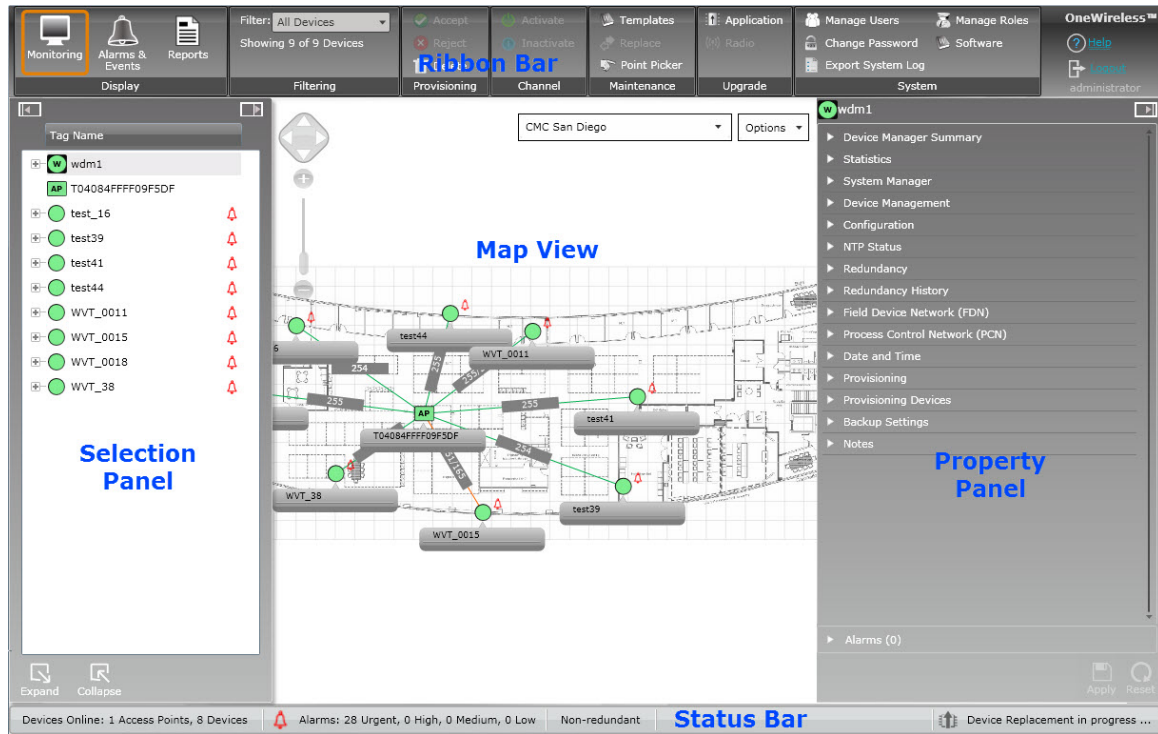 Filter: All Devices
Showing 9 of 9 Devices
Monitoring
Alarms & Events
Reports
Display
Filtering
Accept
Reject
Provisioning
Activate
Inactivate
Channel
Templates
Replace
Point Picker
Maintenance
Application
Radio
Upgrade
Manage Users
Manage Roles
Change Password
Software
Export System Log
System
OneWireless™
Help
Logout
administrator
Ribbon Bar
Tag Name
W wdm1
AP T04084FFFF09F5DF
test_16
test39
test41
test44
WVT_0011
WVT_0015
WVT_0018
WVT_38
Selection
Panel
Expand
Collapse
CMC San Diego
Options
Map View
test44
WVT_0011
6
254
255
255
255
AP
T04084FFFF09F5DF
test41
254
WVT_38
test39
WVT_0015
W wdm1
Device Manager Summary
Statistics
System Manager
Device Management
Configuration
NTP Status
Redundancy
Redundancy History
Field Device Network (FDN)
Process Control Network (PCN)
Date and Time
Provisioning
Provisioning Devices
Backup Settings
Notes
Property
Panel
Alarms (0)
Apply
Reset
Devices Online: 1 Access Points, 8 Devices
Alarms: 28 Urgent, 0 High, 0 Medium, 0 Low
Non-redundant
Status Bar
Device Replacement in progress ...